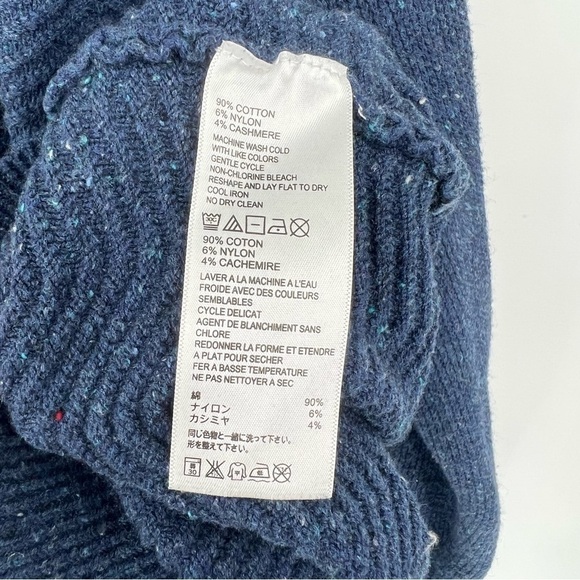 90% COTTON
6% NYLON
4% CASHMERE
MACHINE WASH COLD
WITH LIKE COLORS
GENTLE CYCLE
NON-CHLORINE BLEACH
RESHAPE AND LAY FLAT TO DRY
COOL IRON
NO DRY CLEAN
90% COTON
6% NYLON
4% CACHEMIRE
LAVER A LA MACHINE A L'EAU
FROIDE AVEC DES COULEURS
SEMBLABLES
CYCLE DELICAT
AGENT DE BLANCHIMENT SANS
CHLORE
REDONNER LA FORME ET ETENDRE
A PLAT POUR SECHER
FER A BASSE TEMPERATURE
NE PAS NETTOYER A SEC
綿 90%
ナイロン 6%
カシミヤ 4%
同じ色物と一緒に洗って下さい。
形を整えて下さい。
30